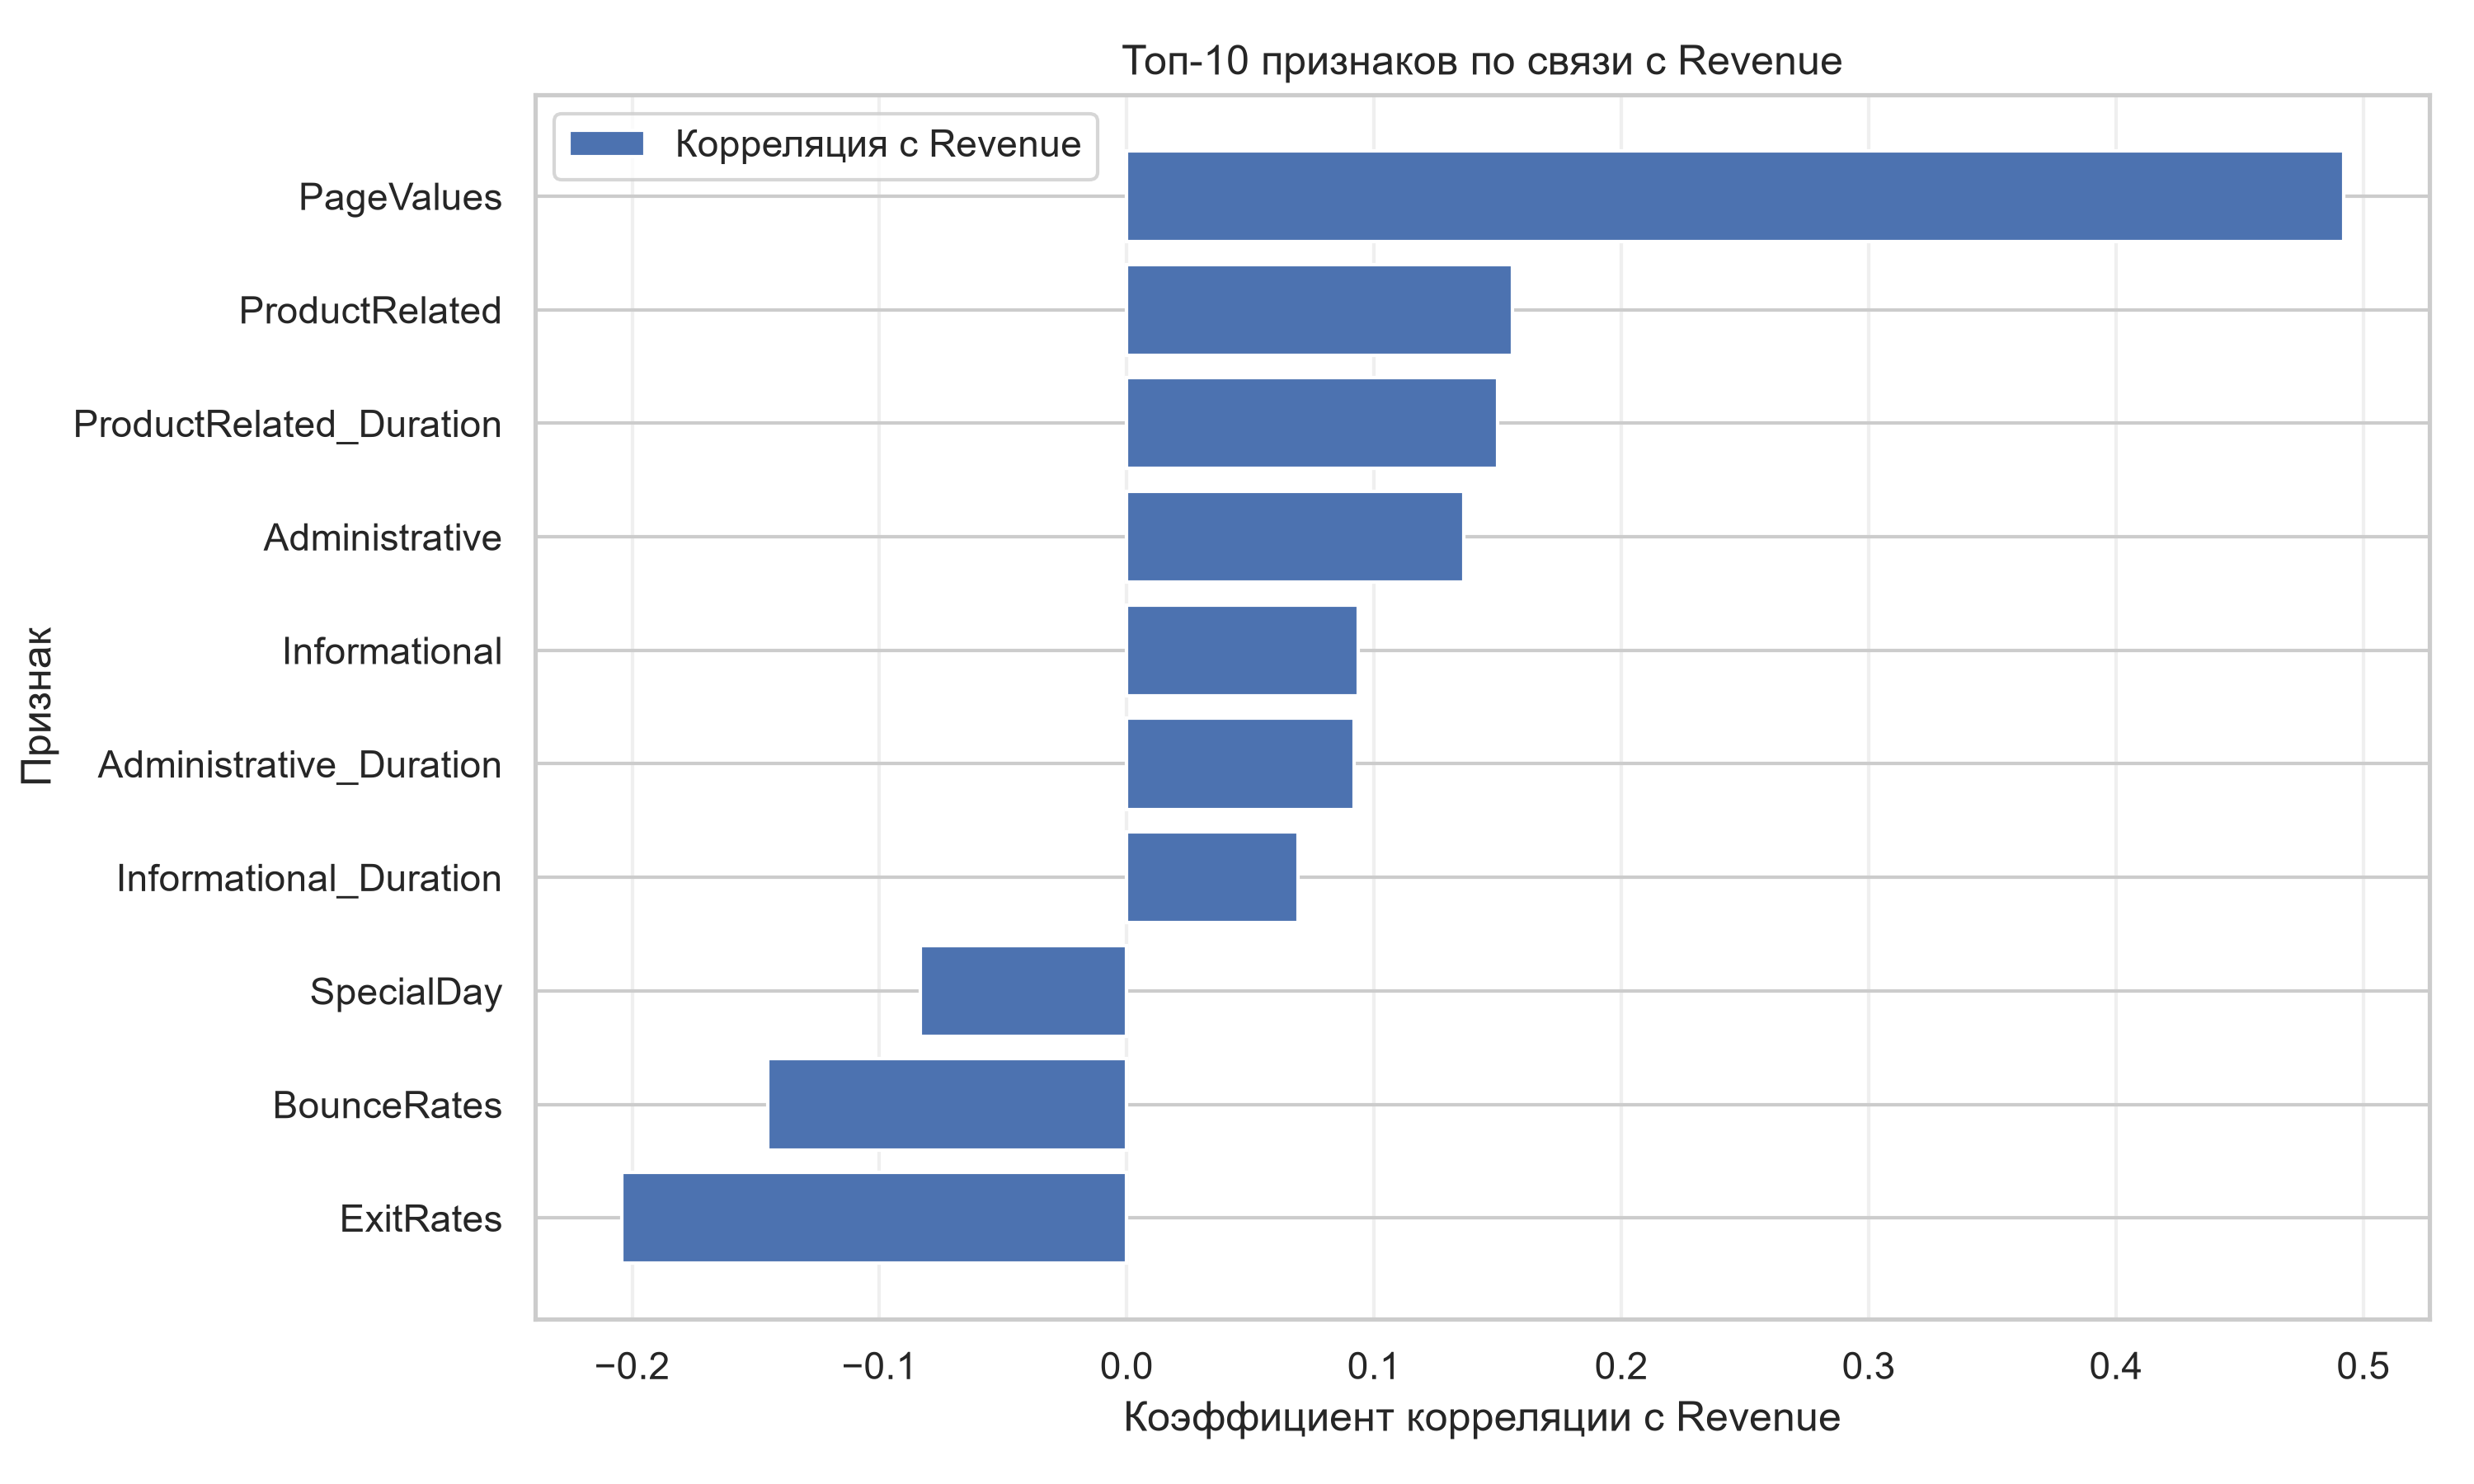 Топ-10 признаков по связи с Revenue
Корреляция с Revenue
Признак
PageValues
ProductRelated
ProductRelated_Duration
Administrative
Informational
Administrative_Duration
Informational_Duration
SpecialDay
BounceRates
ExitRates
−0.2 −0.1 0.0 0.1 0.2 0.3 0.4 0.5
Коэффициент корреляции с Revenue